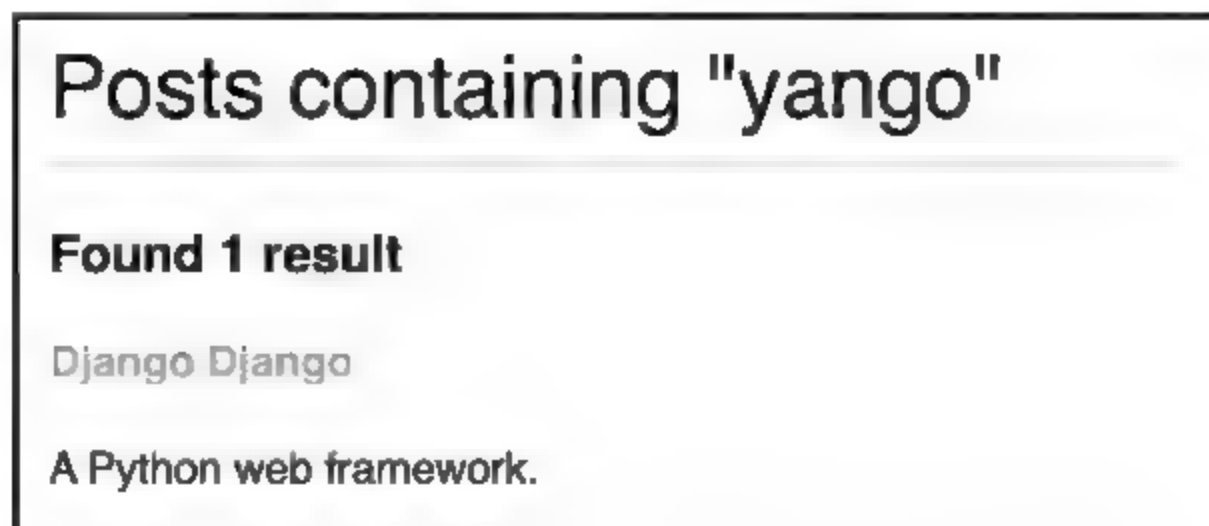 Posts containing "yango"
Found 1 result
Django Django
A Python web framework.